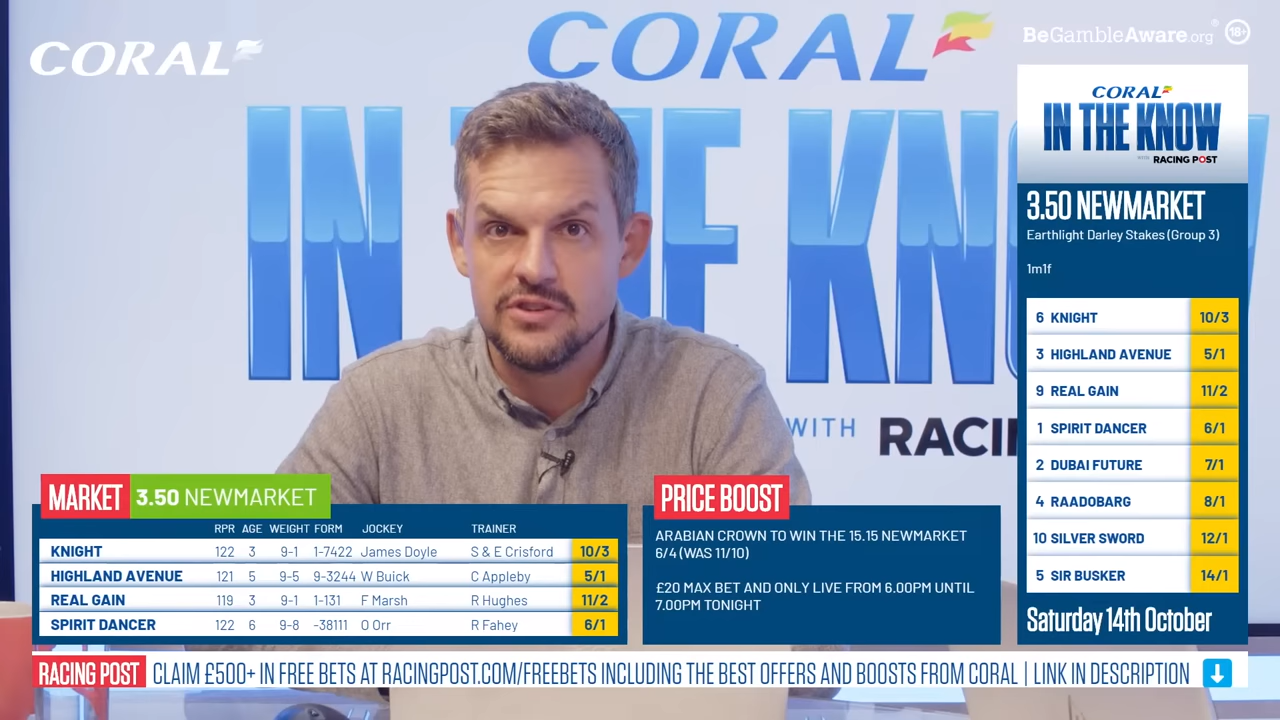 CORAL
CORAL
BeGambleAware.org® 18+
IN THE KNOW
WITH RACI
CORAL
IN THE KNOW
WITH RACING POST
3.50 NEWMARKET
Earthlight Darley Stakes (Group 3)
1m1f
6 KNIGHT 10/3
3 HIGHLAND AVENUE 5/1
9 REAL GAIN 11/2
1 SPIRIT DANCER 6/1
2 DUBAI FUTURE 7/1
4 RAADOBARG 8/1
10 SILVER SWORD 12/1
5 SIR BUSKER 14/1
Saturday 14th October
MARKET 3.50 NEWMARKET
RPR AGE WEIGHT FORM JOCKEY TRAINER
KNIGHT 122 3 9-1 1-7422 James Doyle S & E Crisford 10/3
HIGHLAND AVENUE 121 5 9-5 9-3244 W Buick C Appleby 5/1
REAL GAIN 119 3 9-1 1-131 F Marsh R Hughes 11/2
SPIRIT DANCER 122 6 9-8 -38111 O Orr R Fahey 6/1
PRICE BOOST
ARABIAN CROWN TO WIN THE 15.15 NEWMARKET
6/4 (WAS 11/10)
£20 MAX BET AND ONLY LIVE FROM 6.00PM UNTIL
7.00PM TONIGHT
RACING POST CLAIM £500+ IN FREE BETS AT RACINGPOST.COM/FREEBETS INCLUDING THE BEST OFFERS AND BOOSTS FROM CORAL | LINK IN DESCRIPTION